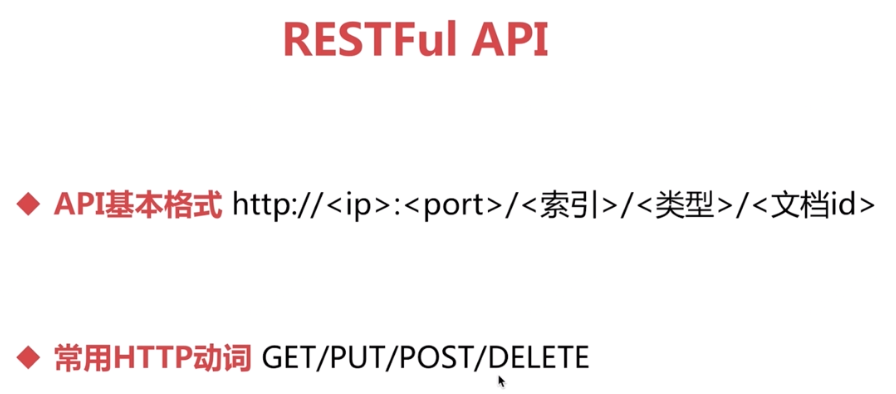 RESTFul API
API基本格式 http://<ip>:<port>/<索引>/<类型>/<文档id>
常用HTTP动词 GET/PUT/POST/DELETE